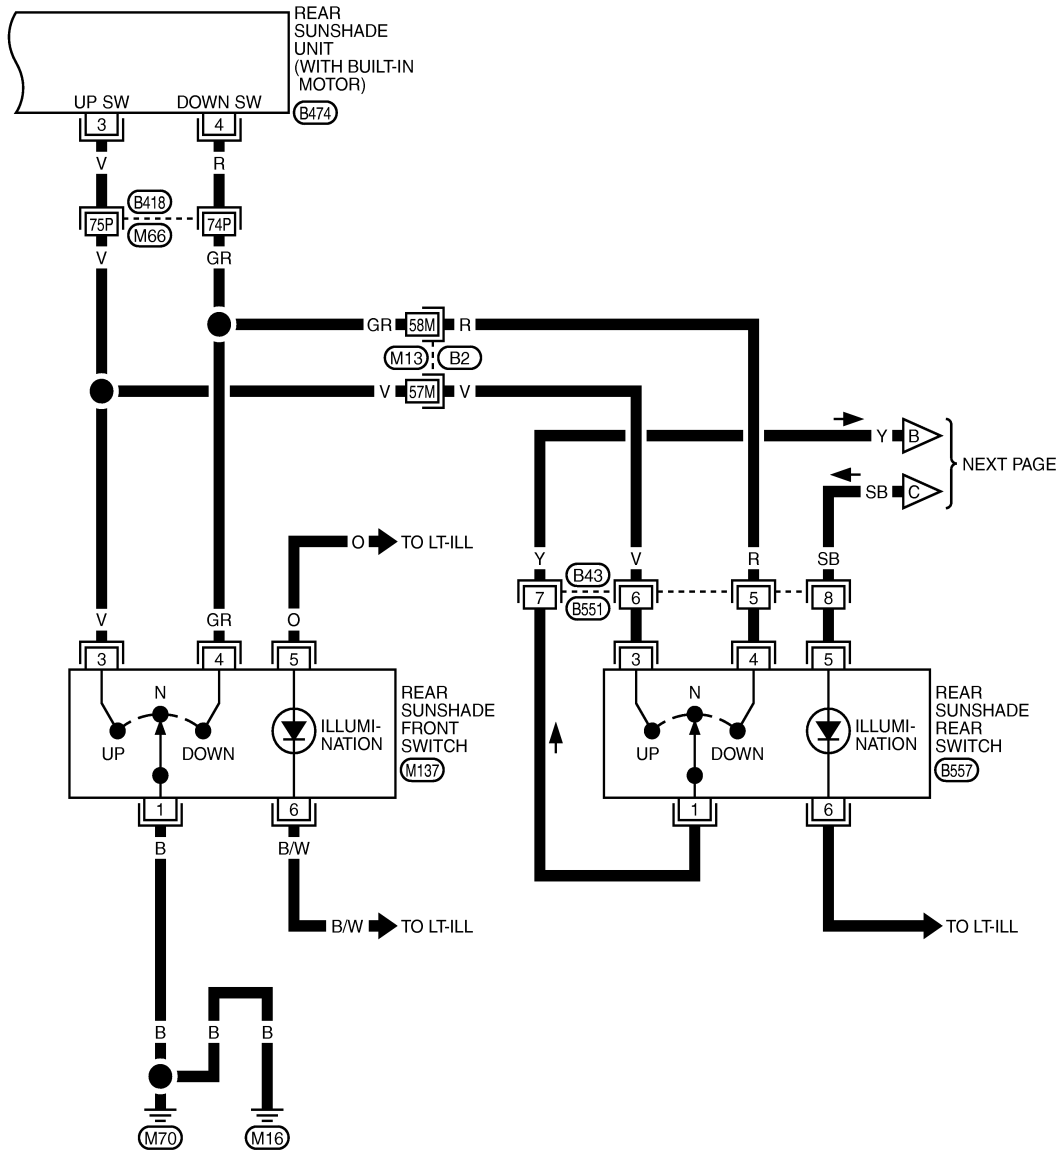 REAR
SUNSHADE
UNIT
(WITH BUILT-IN
MOTOR)
B474
UP SW
DOWN SW
3
4
V
R
B418
75P
74P
M66
V
GR
GR
58M
R
M13
B2
V
57M
V
Y
B
NEXT PAGE
SB
C
O
TO LT-ILL
Y
V
R
SB
B43
7
6
5
8
B551
V
GR
O
3
4
5
3
4
5
N
UP
DOWN
ILLUMI-
NATION
REAR
SUNSHADE
FRONT
SWITCH
M137
N
UP
DOWN
ILLUMI-
NATION
REAR
SUNSHADE
REAR
SWITCH
B557
1
6
1
6
B
B/W
B/W
TO LT-ILL
TO LT-ILL
B
B
B
M70
M16